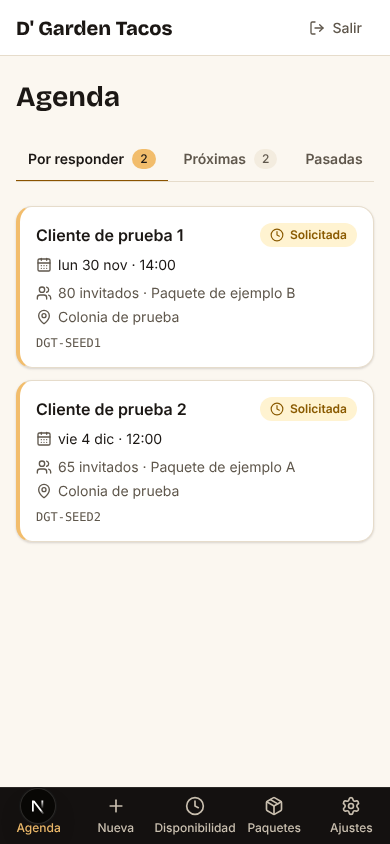 D' Garden Tacos
Salir
Agenda
Por responder 2
Próximas 2
Pasadas
Cliente de prueba 1
Solicitada
lun 30 nov · 14:00
80 invitados · Paquete de ejemplo B
Colonia de prueba
DGT-SEED1
Cliente de prueba 2
Solicitada
vie 4 dic · 12:00
65 invitados · Paquete de ejemplo A
Colonia de prueba
DGT-SEED2
N
Agenda
Nueva
Disponibilidad
Paquetes
Ajustes